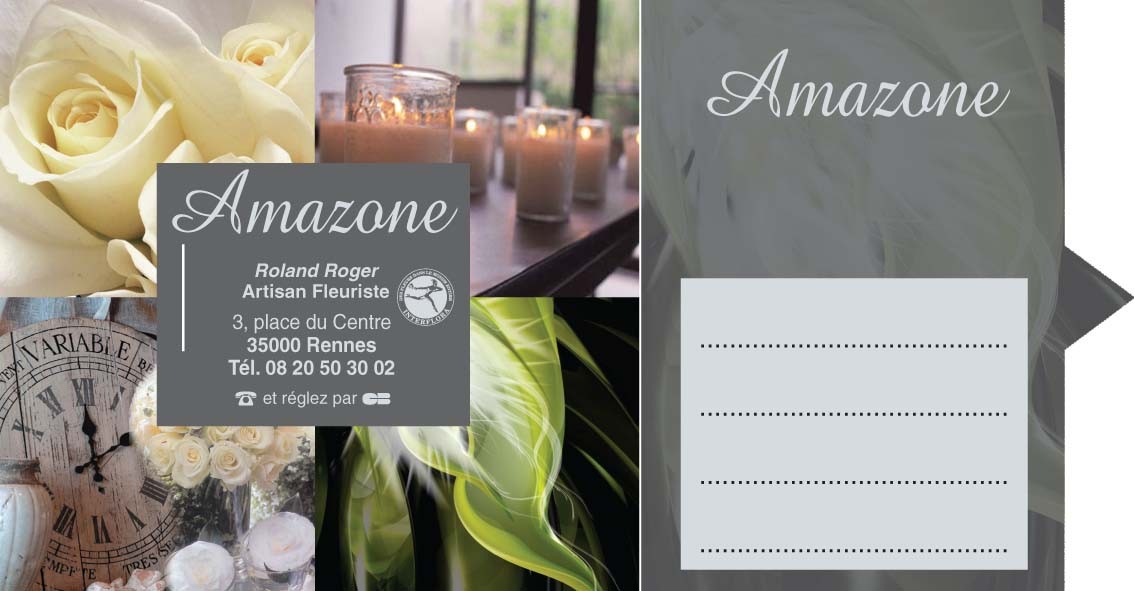 Amazone
Roland Roger
Artisan Fleuriste
3, place du Centre
35000 Rennes
Tél. 08 20 50 30 02
et réglez par CB
INTERFLORA
VARIABLE
Amazone